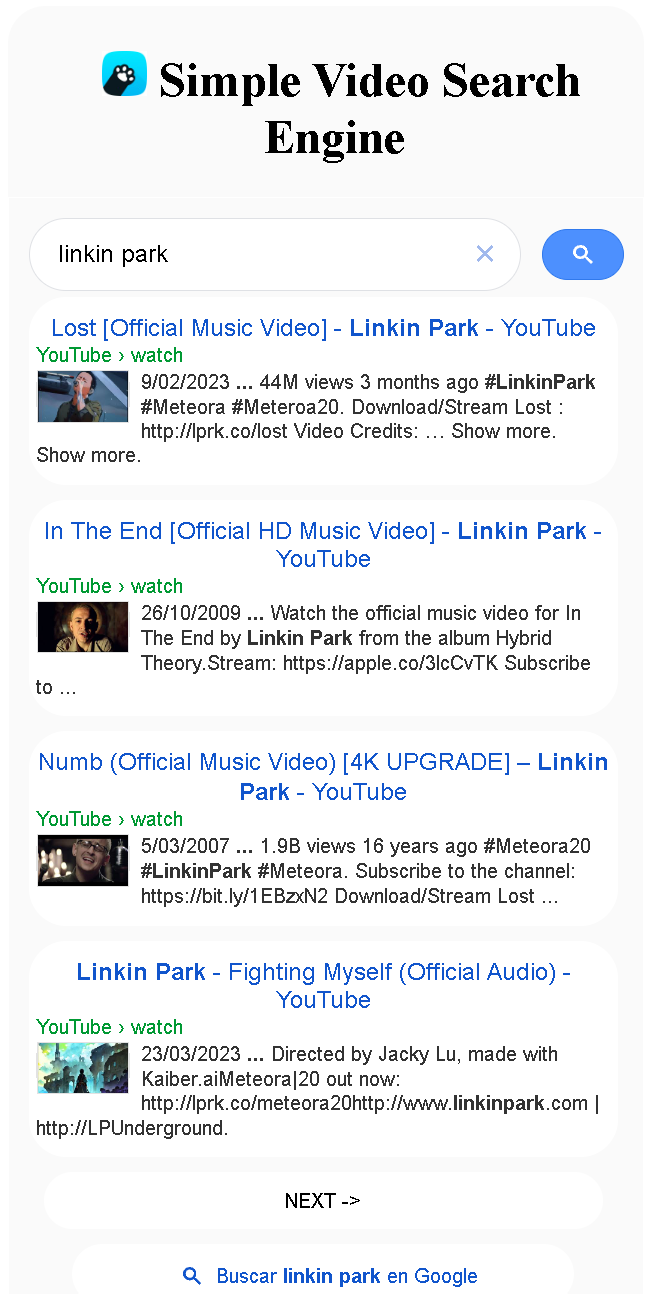 Simple Video Search
Engine
linkin park
Lost [Official Music Video] - Linkin Park - YouTube
YouTube › watch
9/02/2023 ... 44M views 3 months ago #LinkinPark
#Meteora #Meteroa20. Download/Stream Lost :
http://lprk.co/lost Video Credits: … Show more.
Show more.
In The End [Official HD Music Video] - Linkin Park -
YouTube
YouTube › watch
26/10/2009 ... Watch the official music video for In
The End by Linkin Park from the album Hybrid
Theory.Stream: https://apple.co/3lcCvTK Subscribe
to ...
Numb (Official Music Video) [4K UPGRADE] – Linkin
Park - YouTube
YouTube › watch
5/03/2007 ... 1.9B views 16 years ago #Meteora20
#LinkinPark #Meteora. Subscribe to the channel:
https://bit.ly/1EBzxN2 Download/Stream Lost ...
Linkin Park - Fighting Myself (Official Audio) -
YouTube
YouTube › watch
23/03/2023 ... Directed by Jacky Lu, made with
Kaiber.aiMeteora|20 out now:
http://lprk.co/meteora20http://www.linkinpark.com |
http://LPUnderground.
NEXT ->
Buscar linkin park en Google